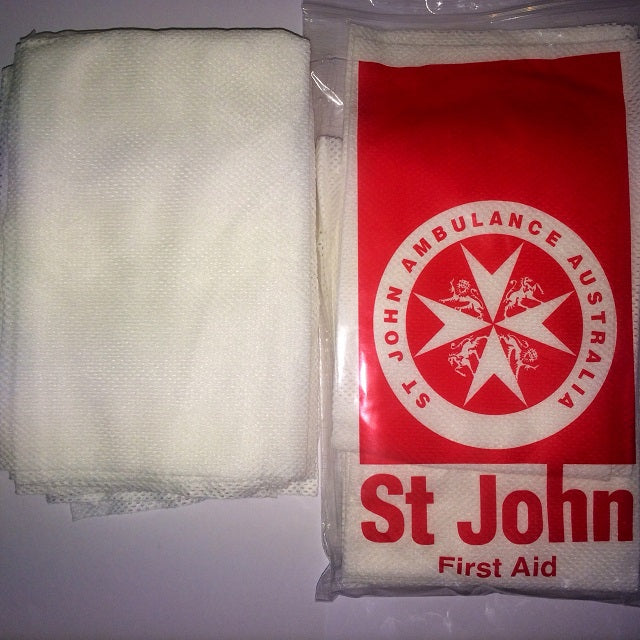 ST JOHN AMBULANCE AUSTRALIA
St John
First Aid